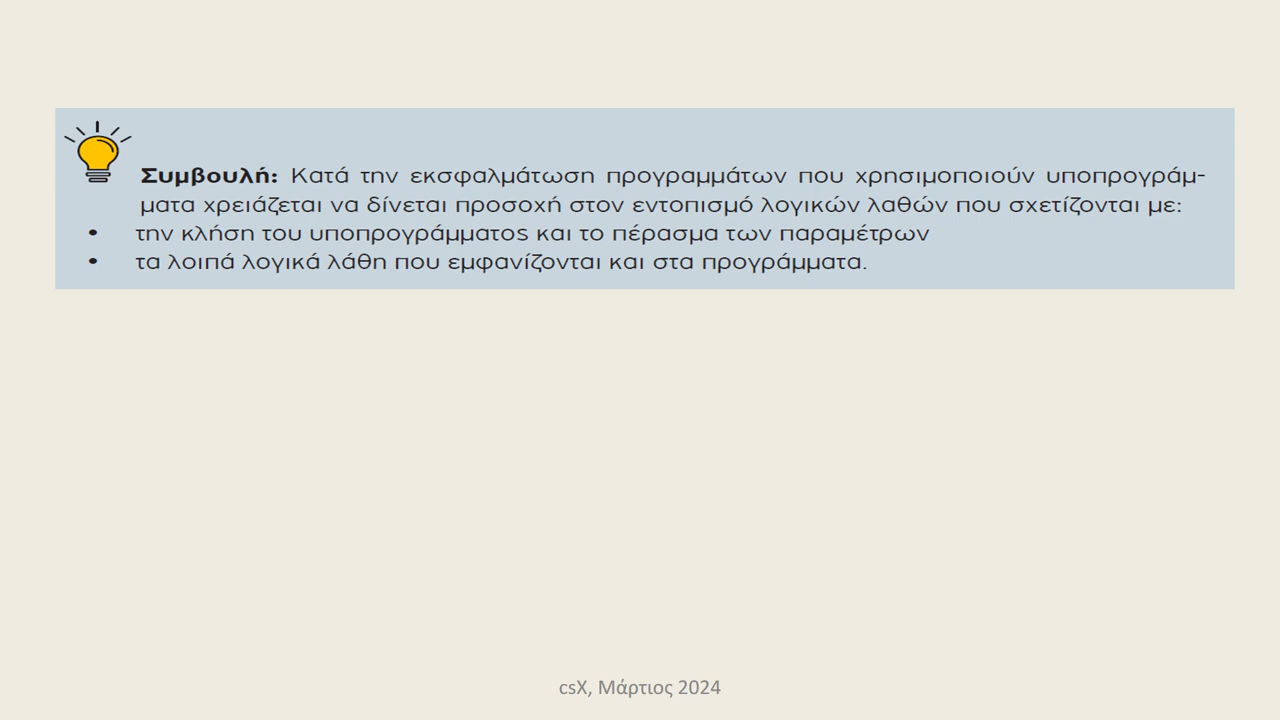 Συμβουλή: Κατά την εκσφαλμάτωση προγραμμάτων που χρησιμοποιούν υποπρογράμ-
ματα χρειάζεται να δίνεται προσοχή στον εντοπισμό λογικών λαθών που σχετίζονται με:
• την κλήση του υποπρογράμματος και το πέρασμα των παραμέτρων
• τα λοιπά λογικά λάθη που εμφανίζονται και στα προγράμματα.
csX, Μάρτιος 2024